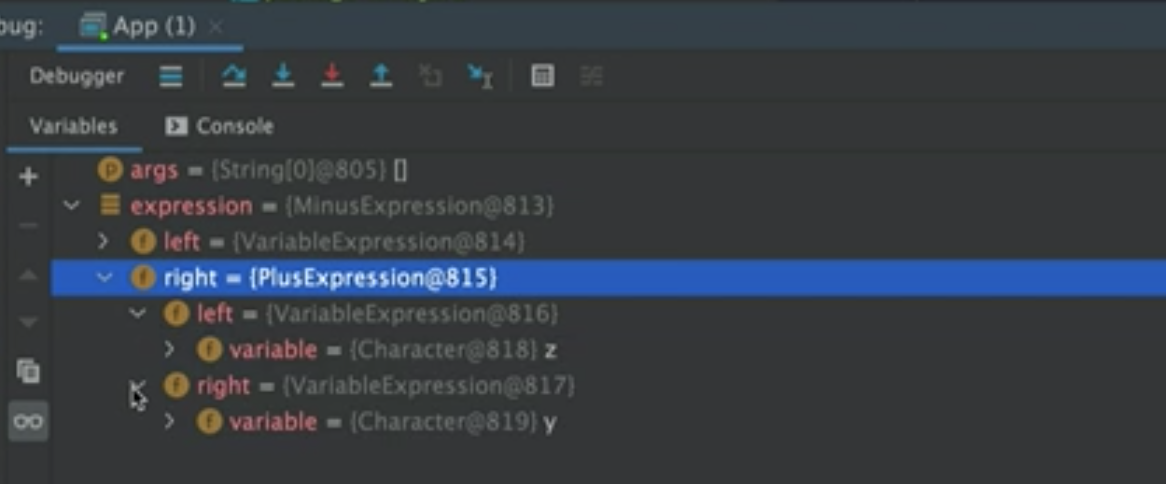 bug: App (1)
Debugger
Variables Console
args = {String[0]@805} []
expression = {MinusExpression@813}
left = {VariableExpression@814}
right = {PlusExpression@815}
left = {VariableExpression@816}
variable = {Character@818} z
right = {VariableExpression@817}
variable = {Character@819} y